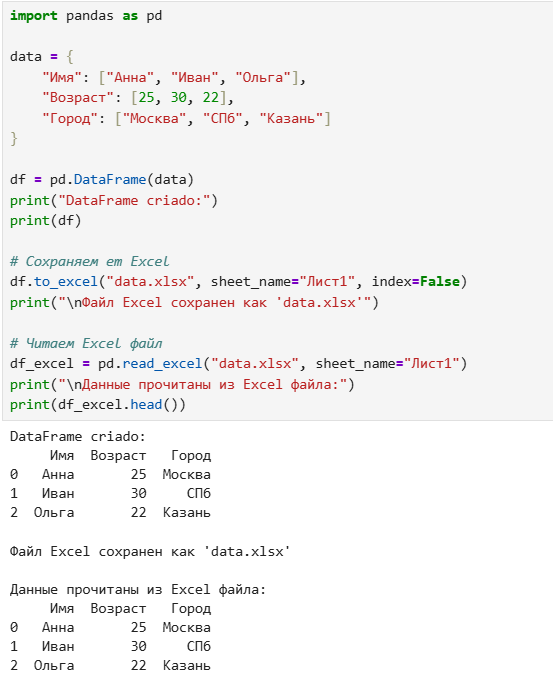 import pandas as pd
data = {
    "Имя": ["Анна", "Иван", "Ольга"],
    "Возраст": [25, 30, 22],
    "Город": ["Москва", "СПб", "Казань"]
}
df = pd.DataFrame(data)
print("DataFrame criado:")
print(df)
# Сохраняем em Excel
df.to_excel("data.xlsx", sheet_name="Лист1", index=False)
print("\nФайл Excel сохранен как 'data.xlsx'")
# Читаем Excel файл
df_excel = pd.read_excel("data.xlsx", sheet_name="Лист1")
print("\nДанные прочитаны из Excel файла:")
print(df_excel.head())
DataFrame criado:
     Имя  Возраст   Город
0   Анна       25  Москва
1   Иван       30     СПб
2  Ольга       22  Казань
Файл Excel сохранен как 'data.xlsx'
Данные прочитаны из Excel файла:
     Имя  Возраст   Город
0   Анна       25  Москва
1   Иван       30     СПб
2  Ольга       22  Казань